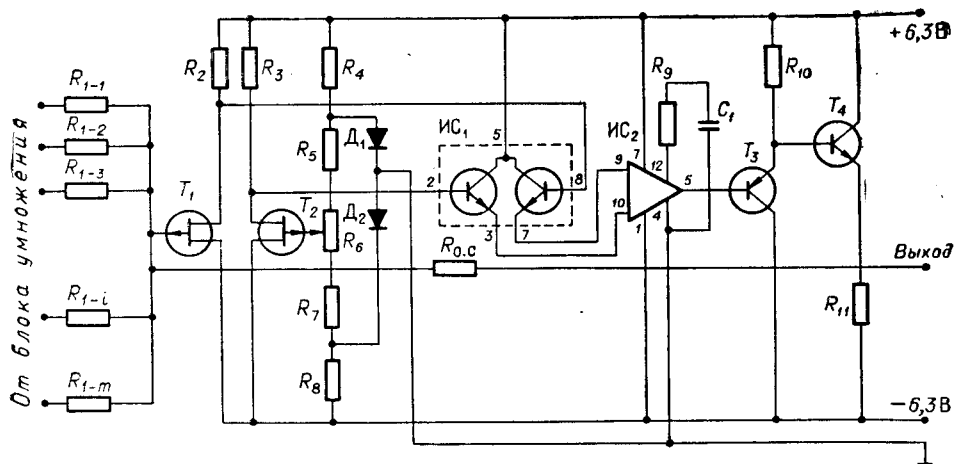 +6,3В
R2
R3
R4
R9
R10
R1-1
R1-2
R1-3
R1-i
R1-m
От блока умножения
T1
T2
R5
Д1
Д2
R6
R7
R8
ИС1
5
2
8
3
7
ИС2
9
7
12
10
5
4
1
C1
T3
T4
Rо.с
Выход
R11
−6,3В